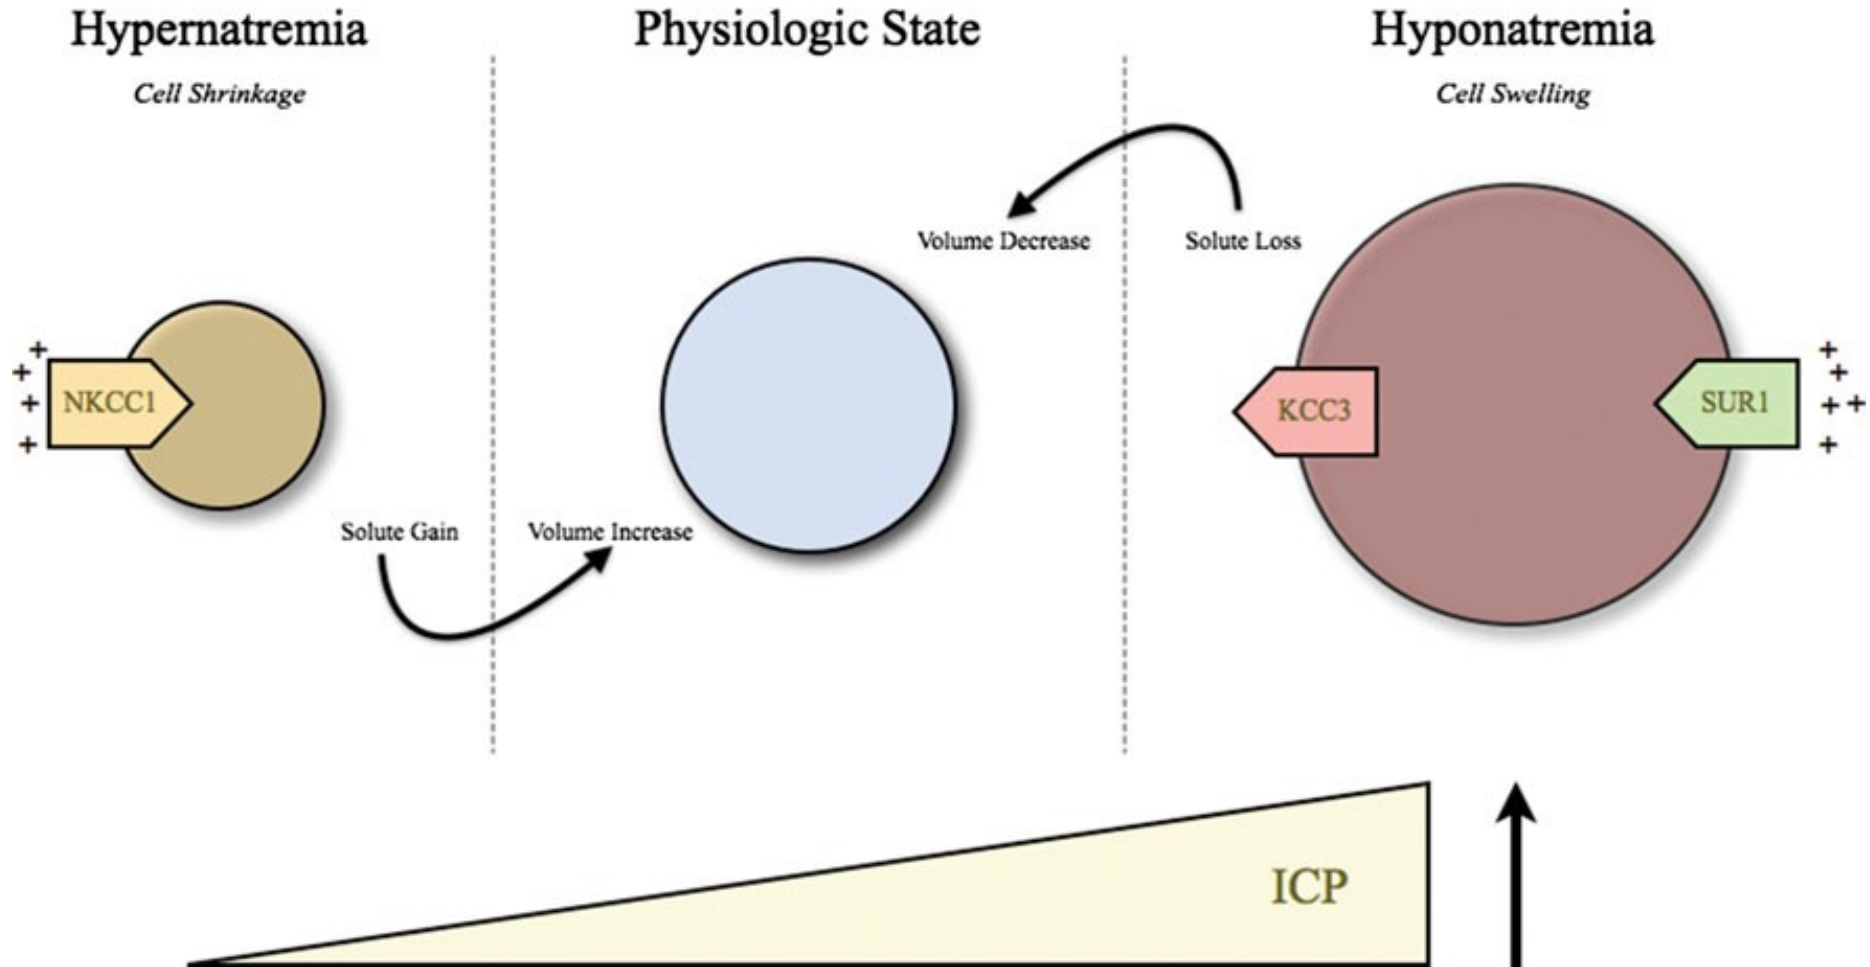 Hypernatremia
Cell Shrinkage
Physiologic State
Hyponatremia
Cell Swelling
Volume Decrease
Solute Loss
+
+
+
+
NKCC1
KCC3
SUR1
+
+
+ +
+
Solute Gain
Volume Increase
ICP